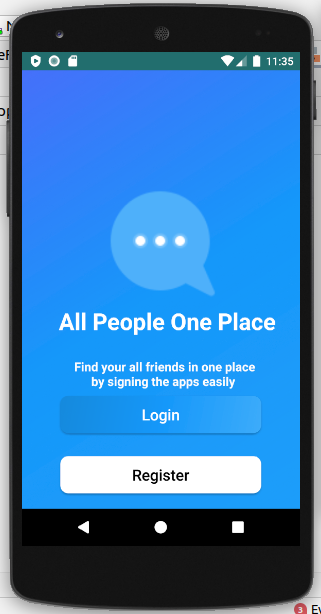 11:35
All People One Place
Find your all friends in one place
by signing the apps easily
Login
Register
3